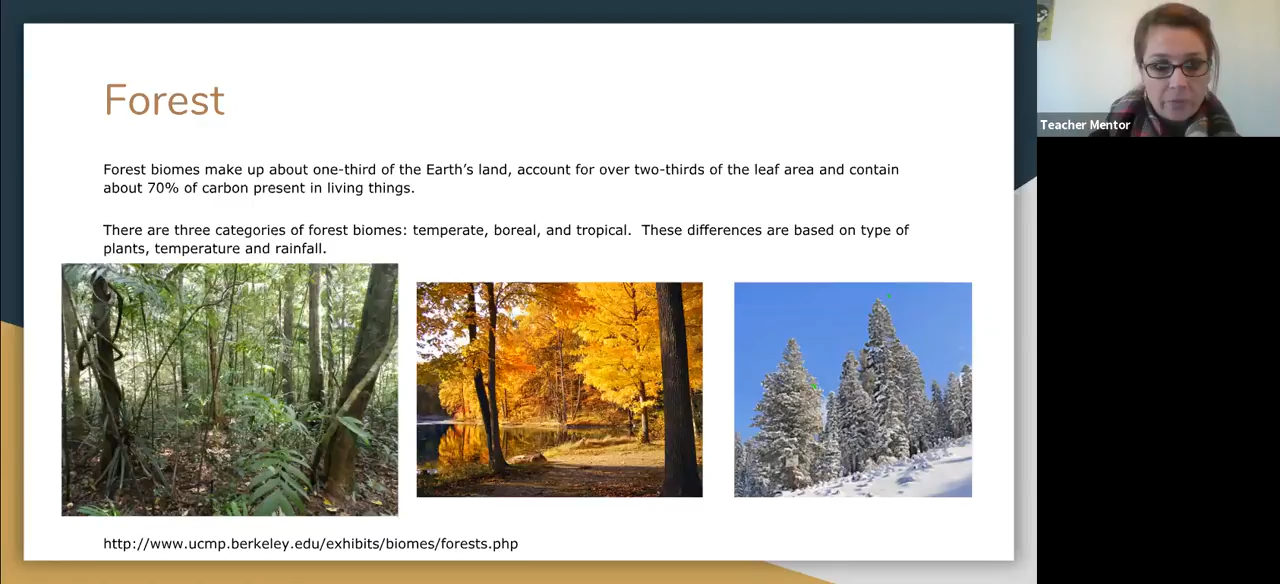 Forest
Forest biomes make up about one-third of the Earth’s land, account for over two-thirds of the leaf area and contain
about 70% of carbon present in living things.
There are three categories of forest biomes: temperate, boreal, and tropical.  These differences are based on type of
plants, temperature and rainfall.
http://www.ucmp.berkeley.edu/exhibits/biomes/forests.php
Teacher Mentor